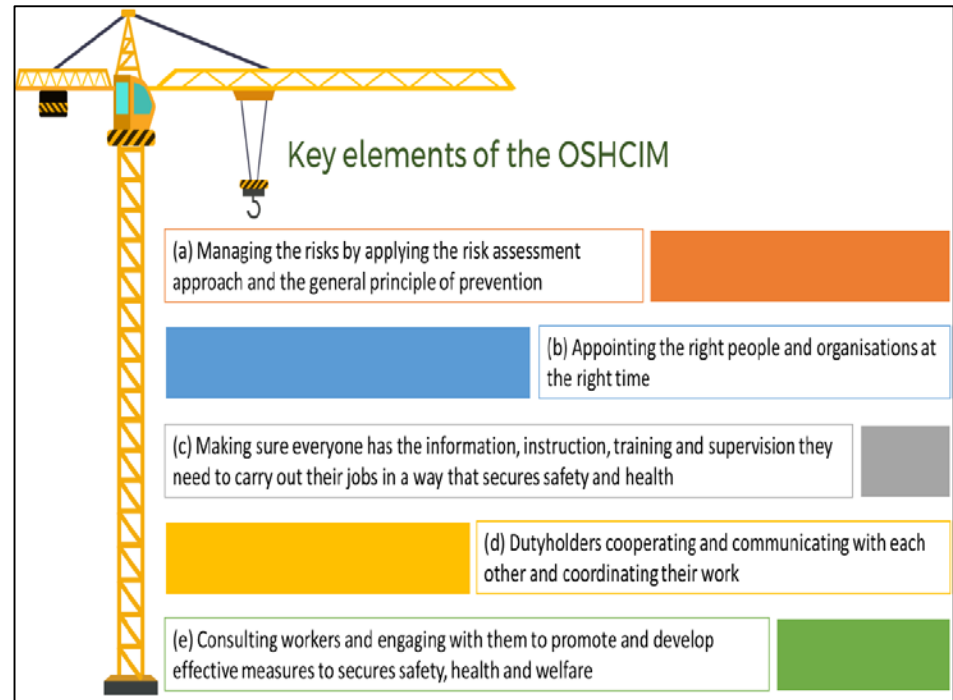 Key elements of the OSHCIM
(a) Managing the risks by applying the risk assessment
approach and the general principle of prevention
(b) Appointing the right people and organisations at
the right time
(c) Making sure everyone has the information, instruction, training and supervision they
need to carry out their jobs in a way that secures safety and health
(d) Dutyholders cooperating and communicating with each
other and coordinating their work
(e) Consulting workers and engaging with them to promote and develop
effective measures to secures safety, health and welfare